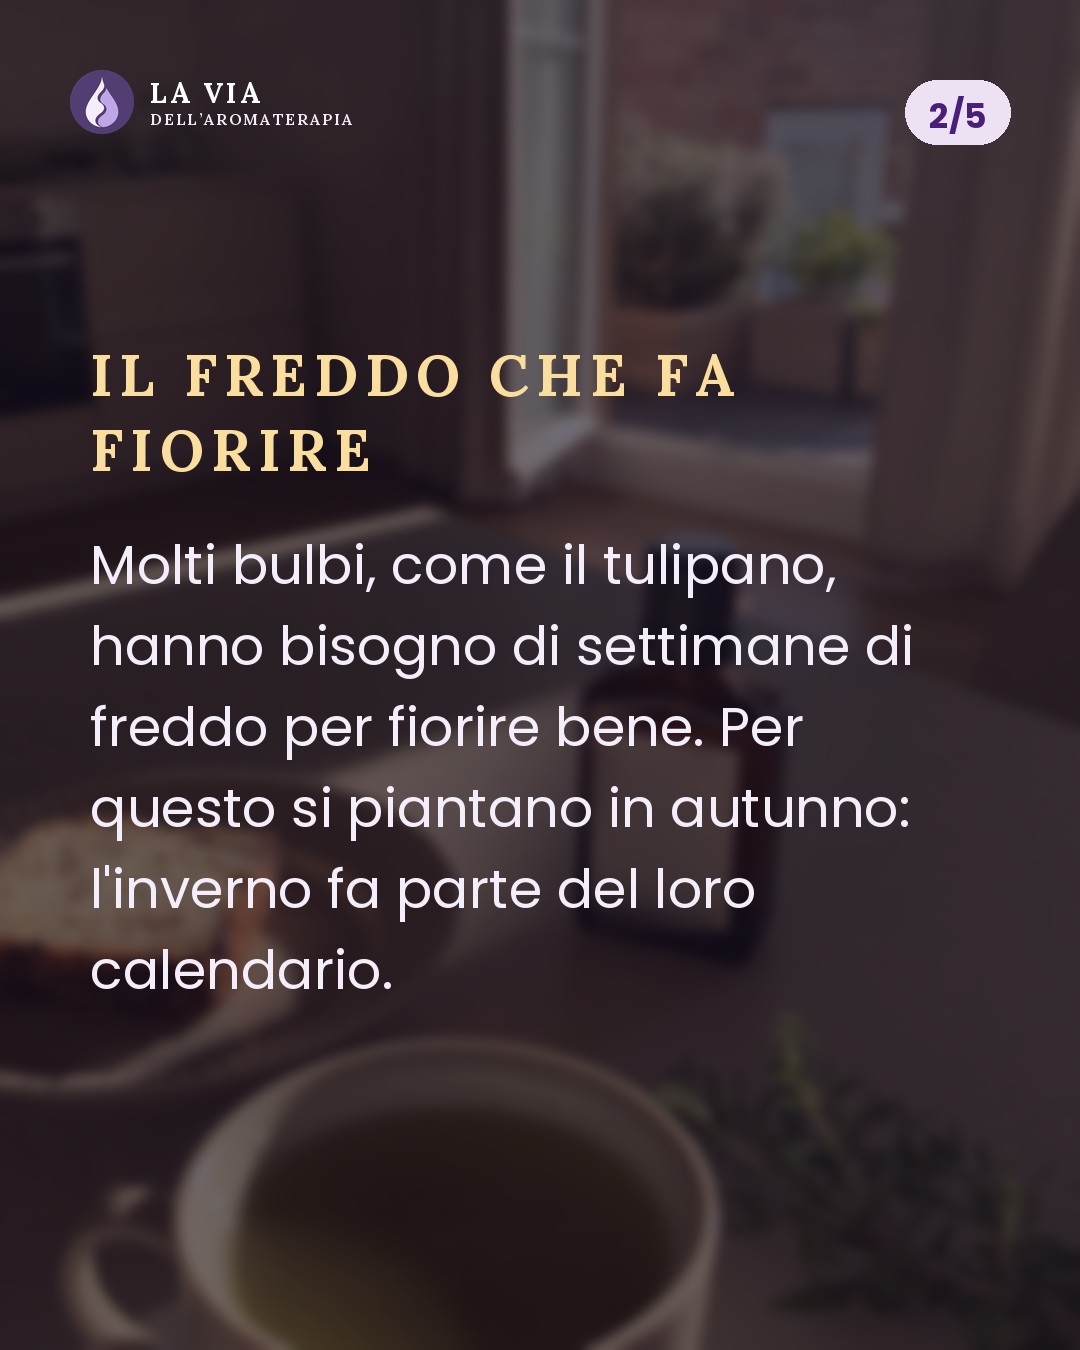 LA VIA
DELL'AROMATERAPIA
2/5
IL FREDDO CHE FA
FIORIRE
Molti bulbi, come il tulipano,
hanno bisogno di settimane di
freddo per fiorire bene. Per
questo si piantano in autunno:
l'inverno fa parte del loro
calendario.